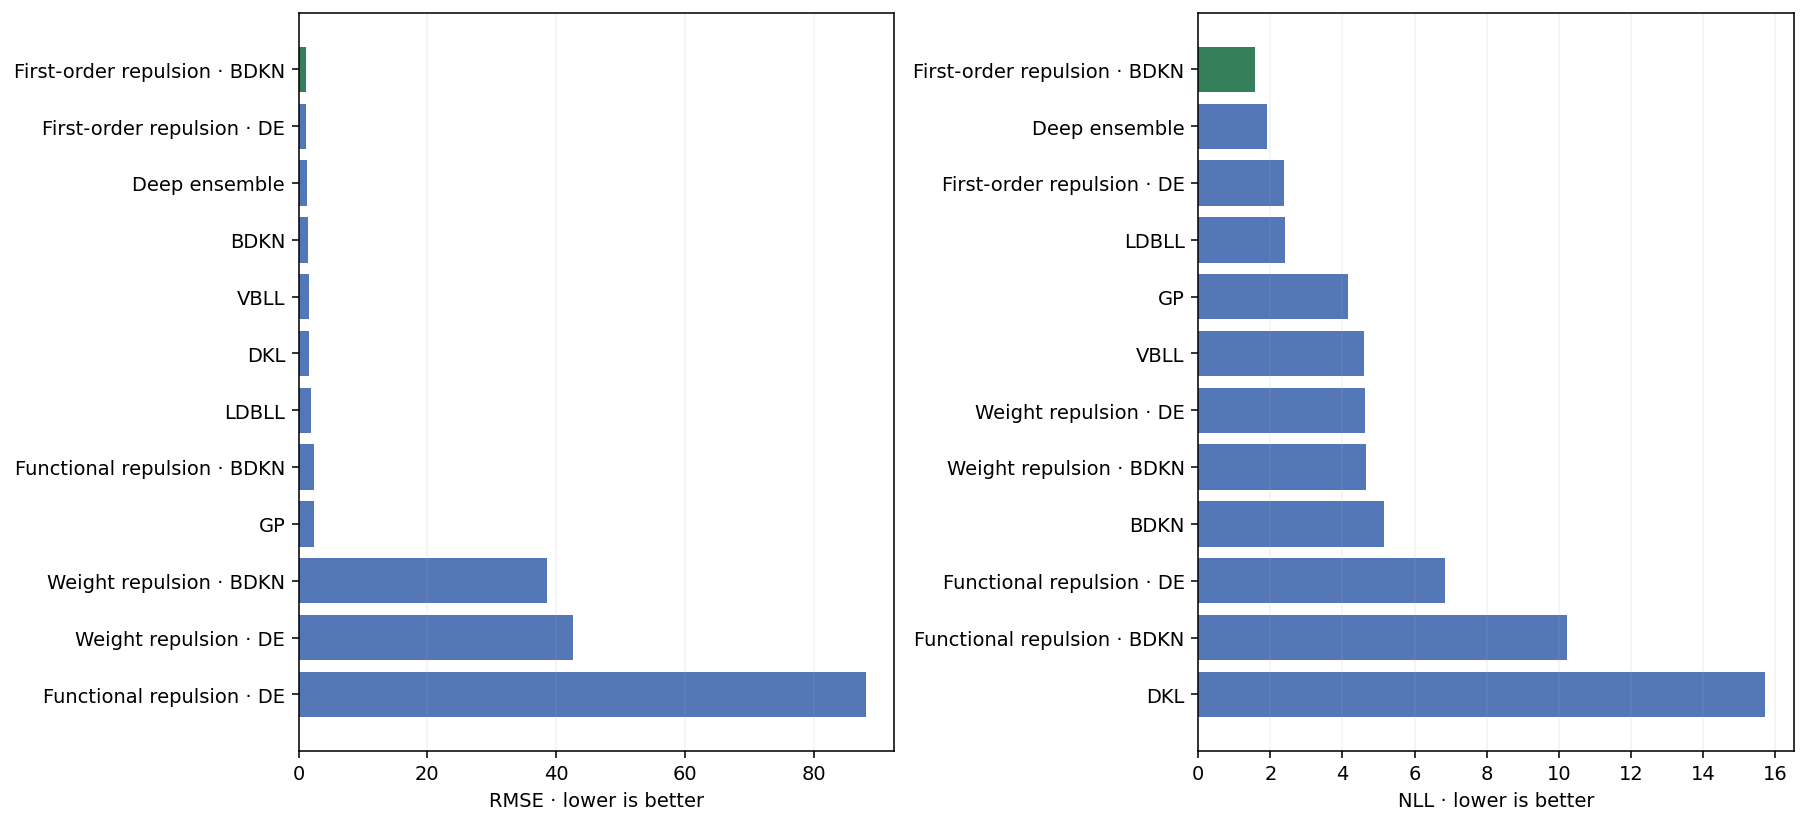 First-order repulsion · BDKN
First-order repulsion · DE
Deep ensemble
BDKN
VBLL
DKL
LDBLL
Functional repulsion · BDKN
GP
Weight repulsion · BDKN
Weight repulsion · DE
Functional repulsion · DE
0 20 40 60 80
RMSE · lower is better
First-order repulsion · BDKN
Deep ensemble
First-order repulsion · DE
LDBLL
GP
VBLL
Weight repulsion · DE
Weight repulsion · BDKN
BDKN
Functional repulsion · DE
Functional repulsion · BDKN
DKL
0 2 4 6 8 10 12 14 16
NLL · lower is better